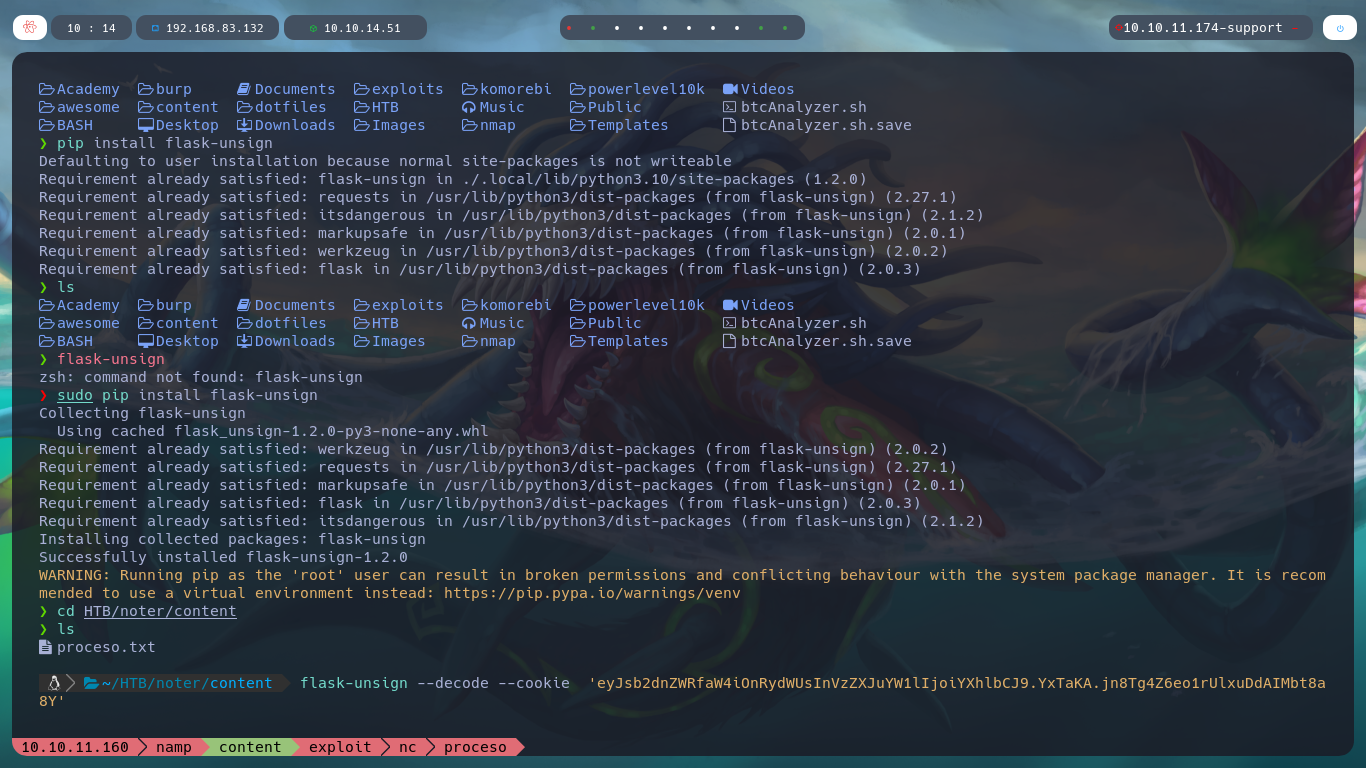 10 : 14 192.168.83.132 10.10.14.51 10.10.11.174-support
Academy burp Documents exploits komorebi powerlevel10k Videos
awesome content dotfiles HTB Music Public btcAnalyzer.sh
BASH Desktop Downloads Images nmap Templates btcAnalyzer.sh.save
❯ pip install flask-unsign
Defaulting to user installation because normal site-packages is not writeable
Requirement already satisfied: flask-unsign in ./.local/lib/python3.10/site-packages (1.2.0)
Requirement already satisfied: requests in /usr/lib/python3/dist-packages (from flask-unsign) (2.27.1)
Requirement already satisfied: itsdangerous in /usr/lib/python3/dist-packages (from flask-unsign) (2.1.2)
Requirement already satisfied: markupsafe in /usr/lib/python3/dist-packages (from flask-unsign) (2.0.1)
Requirement already satisfied: werkzeug in /usr/lib/python3/dist-packages (from flask-unsign) (2.0.2)
Requirement already satisfied: flask in /usr/lib/python3/dist-packages (from flask-unsign) (2.0.3)
❯ ls
Academy burp Documents exploits komorebi powerlevel10k Videos
awesome content dotfiles HTB Music Public btcAnalyzer.sh
BASH Desktop Downloads Images nmap Templates btcAnalyzer.sh.save
❯ flask-unsign
zsh: command not found: flask-unsign
❯ sudo pip install flask-unsign
Collecting flask-unsign
  Using cached flask_unsign-1.2.0-py3-none-any.whl
Requirement already satisfied: werkzeug in /usr/lib/python3/dist-packages (from flask-unsign) (2.0.2)
Requirement already satisfied: requests in /usr/lib/python3/dist-packages (from flask-unsign) (2.27.1)
Requirement already satisfied: markupsafe in /usr/lib/python3/dist-packages (from flask-unsign) (2.0.1)
Requirement already satisfied: flask in /usr/lib/python3/dist-packages (from flask-unsign) (2.0.3)
Requirement already satisfied: itsdangerous in /usr/lib/python3/dist-packages (from flask-unsign) (2.1.2)
Installing collected packages: flask-unsign
Successfully installed flask-unsign-1.2.0
WARNING: Running pip as the 'root' user can result in broken permissions and conflicting behaviour with the system package manager. It is recom
mended to use a virtual environment instead: https://pip.pypa.io/warnings/venv
❯ cd HTB/noter/content
❯ ls
proceso.txt
~/HTB/noter/content flask-unsign --decode --cookie  'eyJsb2dnZWRfaW4iOnRydWUsInVzZXJuYW1lIjoiYXhlbCJ9.YxTaKA.jn8Tg4Z6eo1rUlxuDdAIMbt8a
8Y'
10.10.11.160 namp content exploit nc proceso